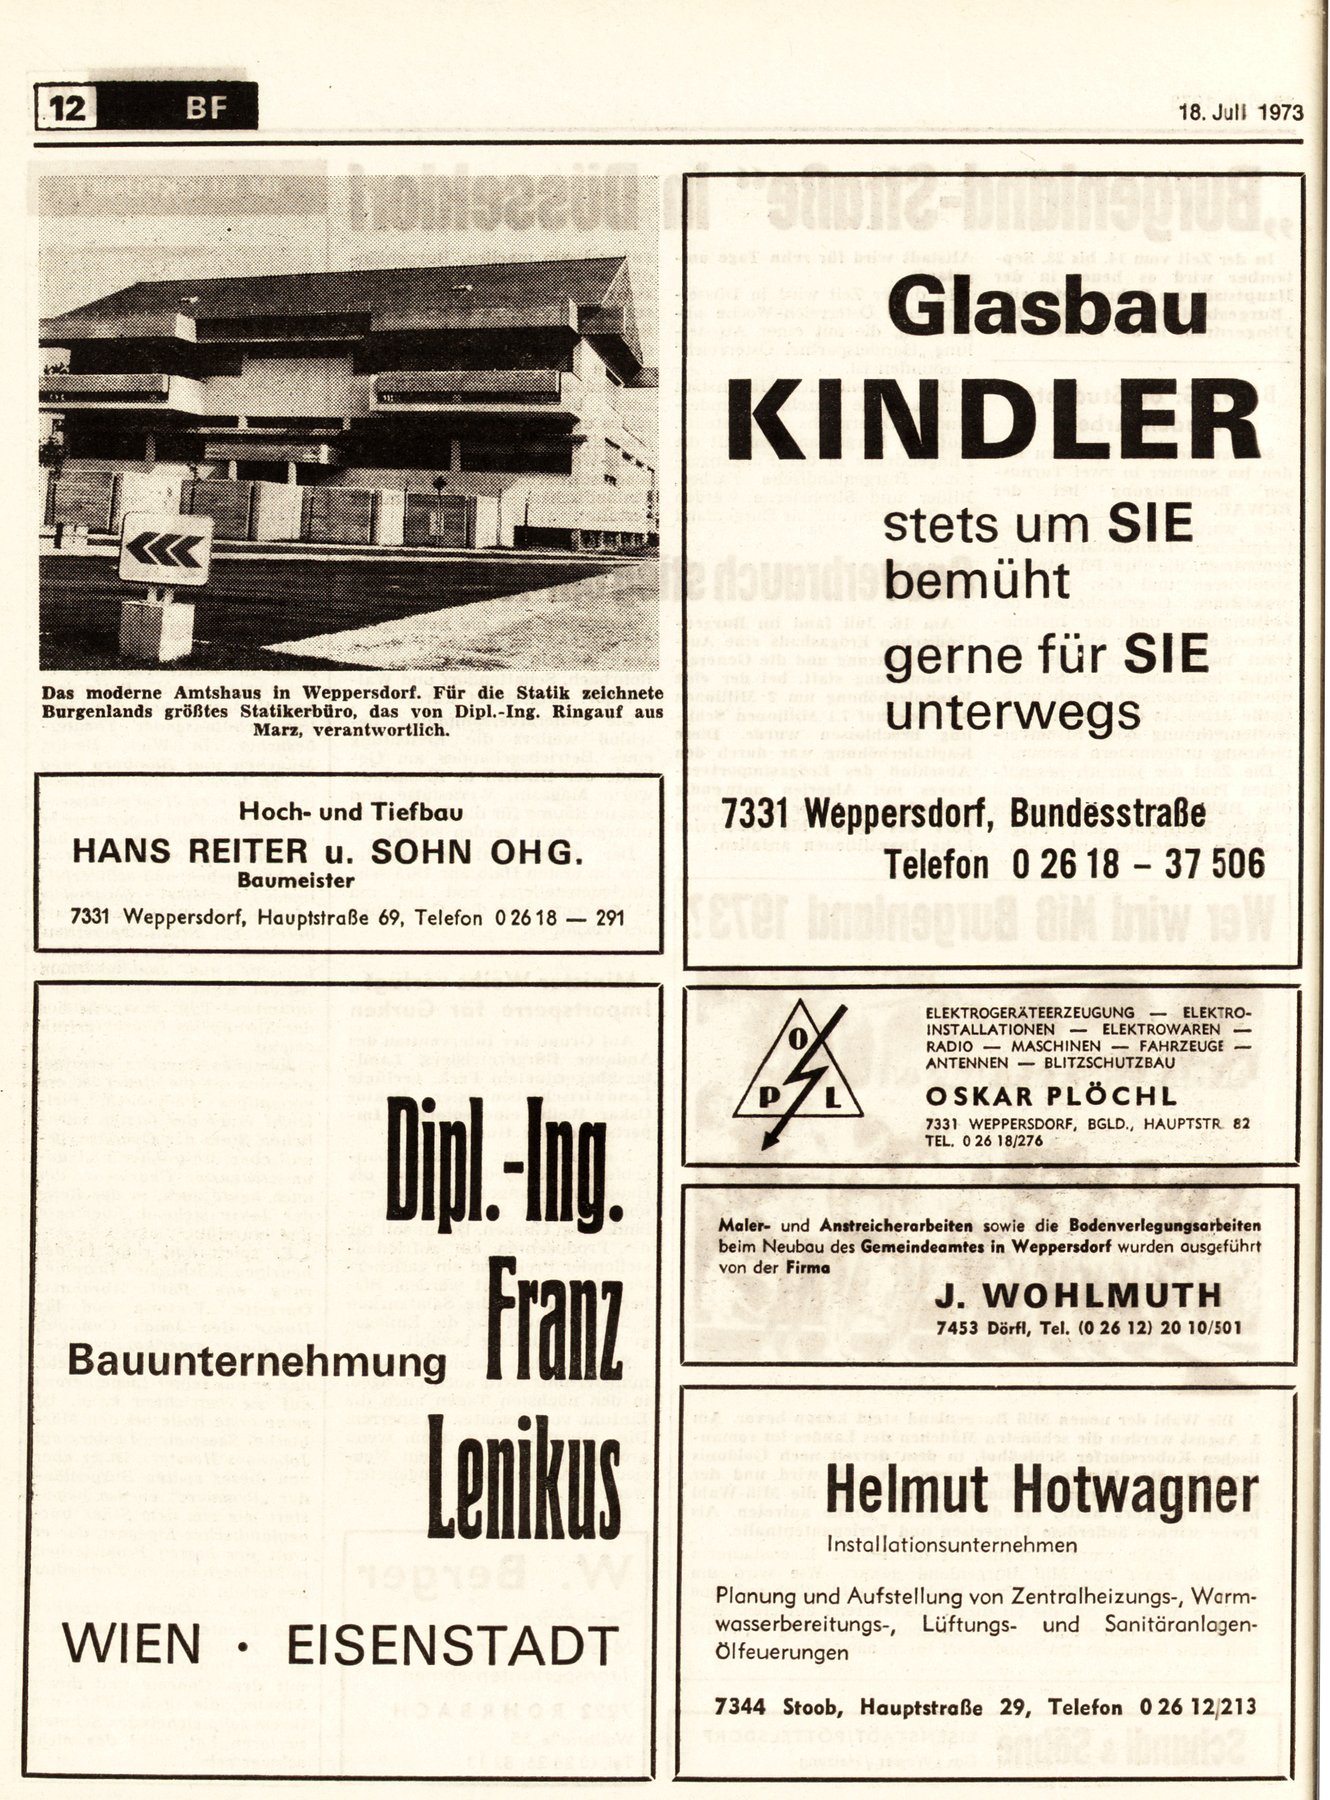 12 BF
18. Juli 1973
Das moderne Amtshaus in Weppersdorf. Für die Statik zeichnete
Burgenlands größtes Statikerbüro, das von Dipl.-Ing. Ringauf aus
Marz, verantwortlich.
Hoch- und Tiefbau
HANS REITER u. SOHN OHG.
Baumeister
7331 Weppersdorf, Hauptstraße 69, Telefon 0 26 18 — 291
Dipl.-Ing.
Franz
Bauunternehmung
Lenikus
WIEN · EISENSTADT
Glasbau
KINDLER
stets um SIE
bemüht
gerne für SIE
unterwegs
7331 Weppersdorf, Bundesstraße
Telefon 0 26 18 – 37 506
O
P L
ELEKTROGERÄTEERZEUGUNG — ELEKTRO-
INSTALLATIONEN — ELEKTROWAREN —
RADIO — MASCHINEN — FAHRZEUGE —
ANTENNEN — BLITZSCHUTZBAU
OSKAR PLÖCHL
7331 WEPPERSDORF, BGLD., HAUPTSTR 82
TEL. 0 26 18/276
Maler- und Anstreicherarbeiten sowie die Bodenverlegungsarbeiten
beim Neubau des Gemeindeamtes in Weppersdorf wurden ausgeführt
von der Firma
J. WOHLMUTH
7453 Dörfl, Tel. (0 26 12) 20 10/501
Helmut Hotwagner
Installationsunternehmen
Planung und Aufstellung von Zentralheizungs-, Warm-
wasserbereitungs-, Lüftungs- und Sanitäranlagen-
Ölfeuerungen
7344 Stoob, Hauptstraße 29, Telefon 0 26 12/213